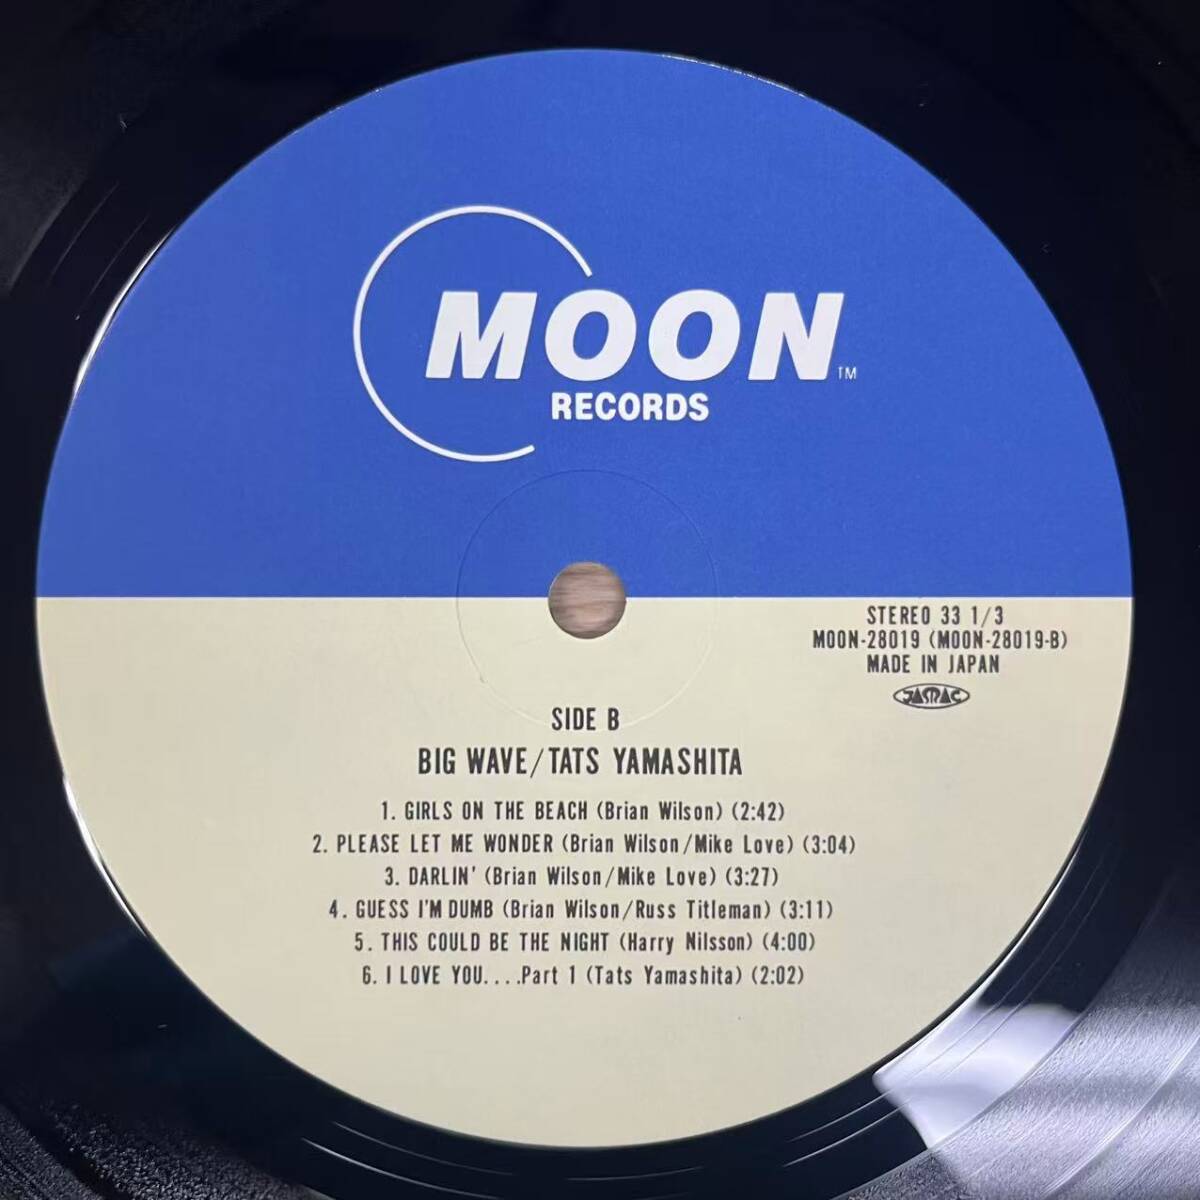 MOON TM
RECORDS
STEREO 33 1/3
MOON-28019 (MOON-28019-B)
MADE IN JAPAN
JASRAC
SIDE B
BIG WAVE/TATS YAMASHITA
1. GIRLS ON THE BEACH (Brian Wilson) (2:42)
2. PLEASE LET ME WONDER (Brian Wilson/Mike Love) (3:04)
3. DARLIN' (Brian Wilson/Mike Love) (3:27)
4. GUESS I'M DUMB (Brian Wilson/Russ Titleman) (3:11)
5. THIS COULD BE THE NIGHT (Harry Nilsson) (4:00)
6. I LOVE YOU....Part 1 (Tats Yamashita) (2:02)